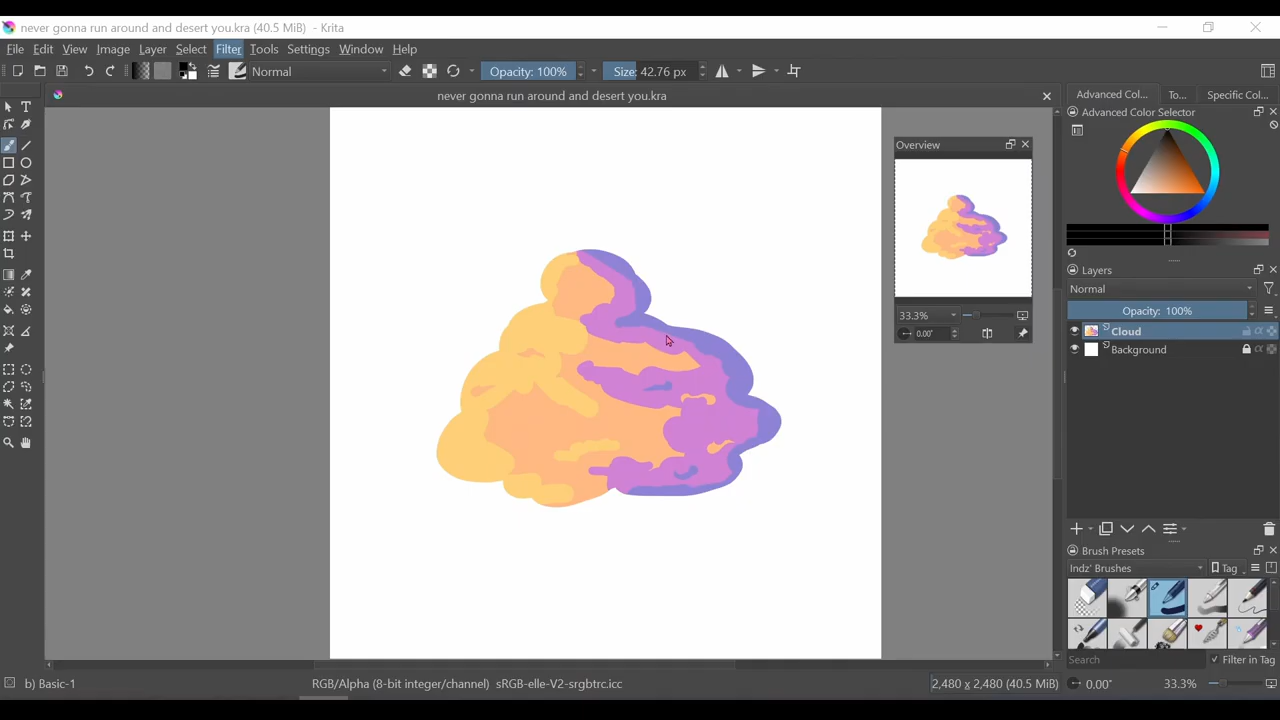 never gonna run around and desert you.kra (40.5 MiB)  - Krita
File Edit View Image Layer Select Filter Tools Settings Window Help
Normal Opacity: 100% Size: 42.76 px
never gonna run around and desert you.kra
Advanced Col... To... Specific Col...
Advanced Color Selector
Overview
33.3%
0.00°
Layers
Normal
Opacity: 100%
Cloud
Background
Brush Presets
Indz' Brushes Tag
Search Filter in Tag
b) Basic-1 RGB/Alpha (8-bit integer/channel) sRGB-elle-V2-srgbtrc.icc 2,480 x 2,480 (40.5 MiB) 0.00° 33.3%